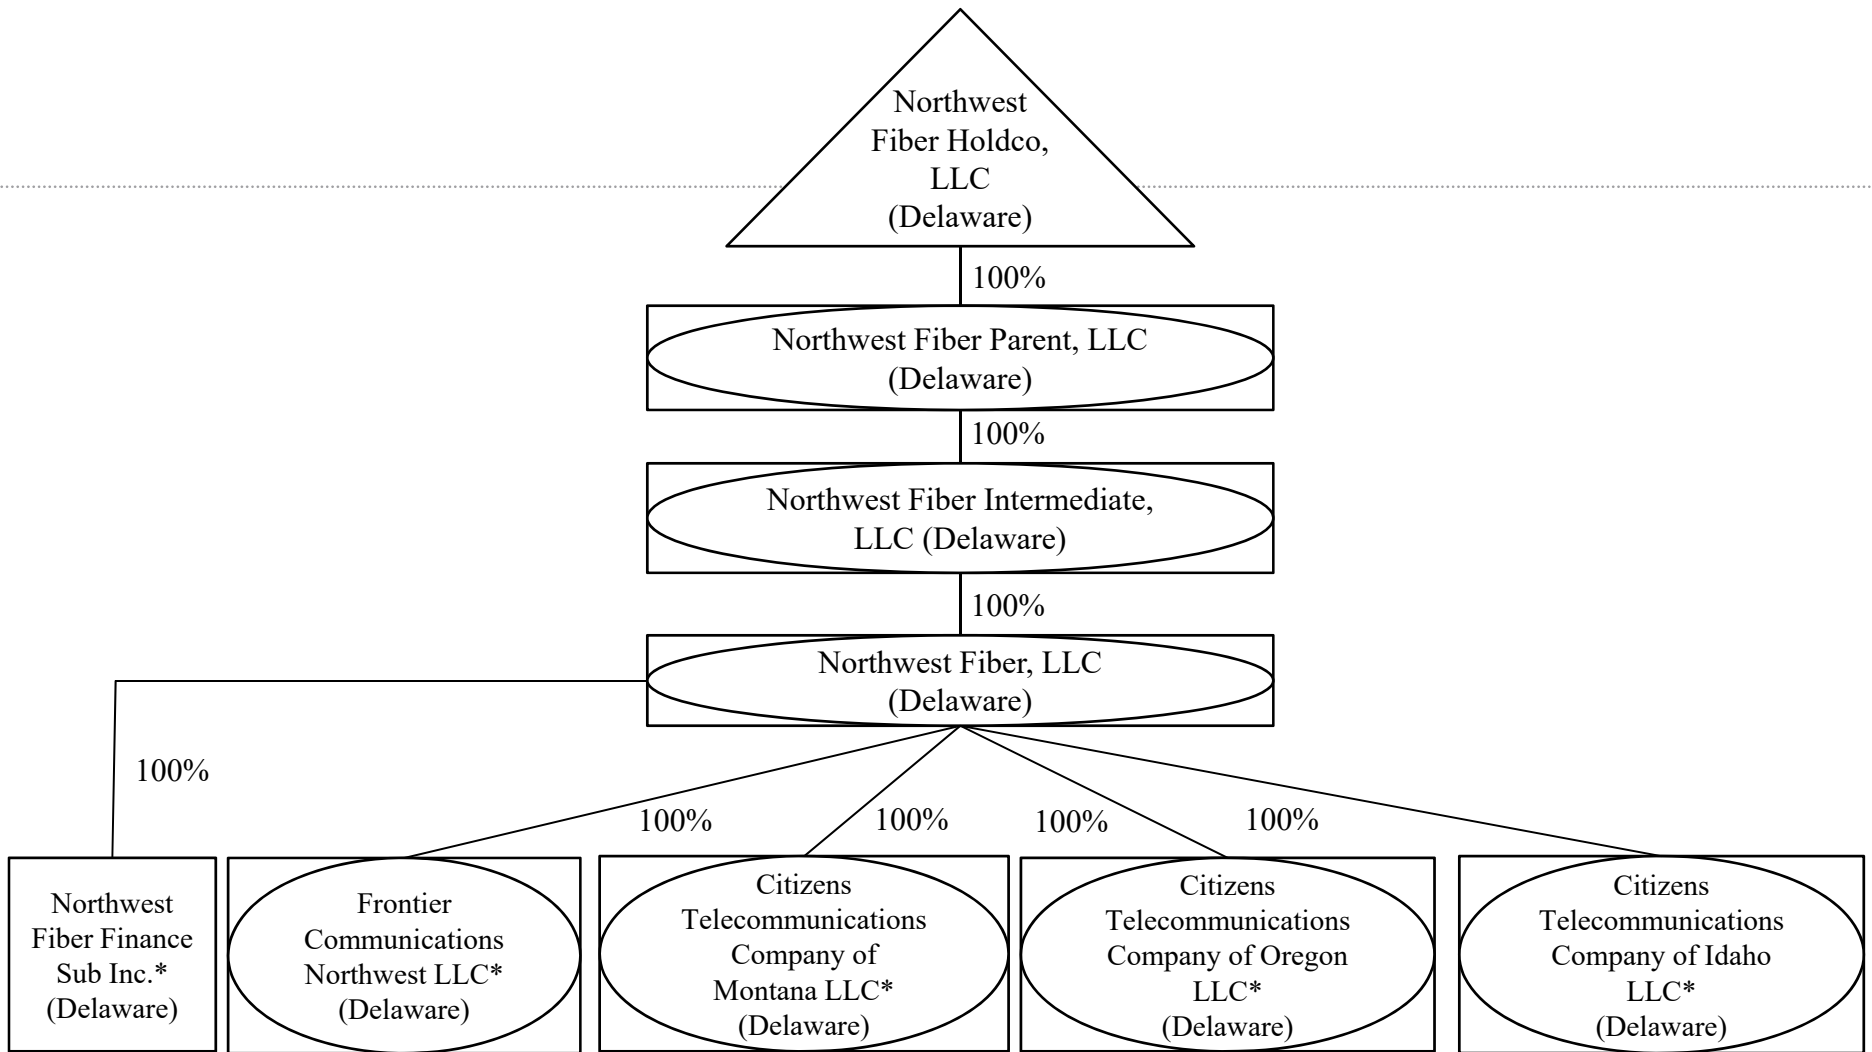 Northwest
Fiber Holdco,
LLC
(Delaware)
100%
Northwest Fiber Parent, LLC
(Delaware)
100%
Northwest Fiber Intermediate,
LLC (Delaware)
100%
Northwest Fiber, LLC
(Delaware)
100%
100%
100%
100%
100%
Northwest
Fiber Finance
Sub Inc.*
(Delaware)
Frontier
Communications
Northwest LLC*
(Delaware)
Citizens
Telecommunications
Company of
Montana LLC*
(Delaware)
Citizens
Telecommunications
Company of Oregon
LLC*
(Delaware)
Citizens
Telecommunications
Company of Idaho
LLC*
(Delaware)